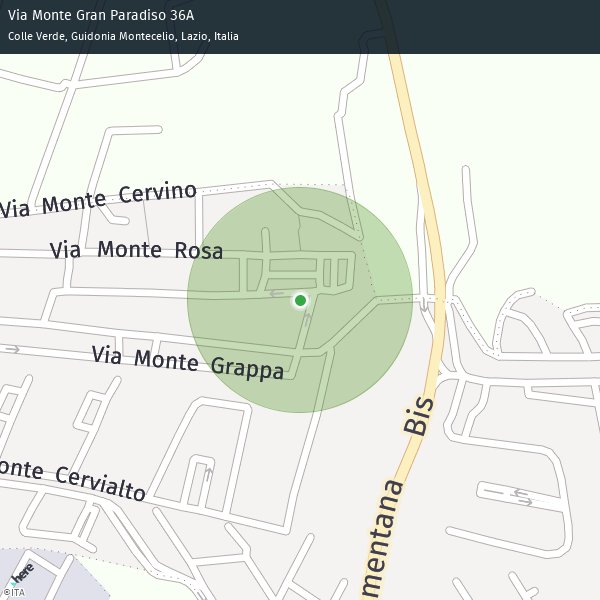 Via Monte Gran Paradiso 36A
Colle Verde, Guidonia Montecelio, Lazio, Italia
Via Monte Cervino
Via Monte Rosa
Via Monte Grappa
Bis
onte Cervialto
mentana
here
©ITA